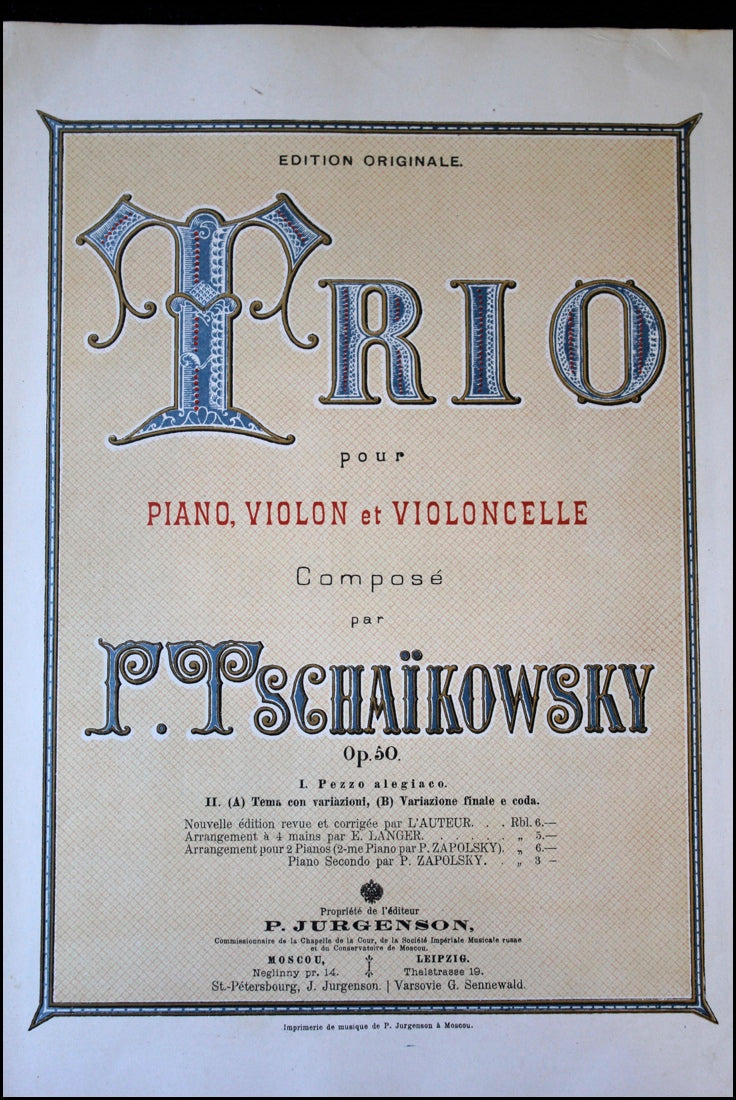 EDITION ORIGINALE.
TRIO
pour
PIANO, VIOLON et VIOLONCELLE
Composé
par
P. TSCHAÏKOWSKY
Op. 50.
I. Pezzo alegiaco.
II. (A) Tema con variazioni, (B) Variazione finale e coda.
Nouvelle édition revue et corrigée par L'AUTEUR. . . Rbl. 6.—
Arrangement à 4 mains par E. LANGER. . . . . . . „ 5.—
Arrangement pour 2 Pianos (2-me Piano par P. ZAPOLSKY). „ 6.—
Piano Secondo par P. ZAPOLSKY. . „ 3 —
Propriété de l'éditeur
P. JURGENSON,
Commissionnaire de la Chapelle de la Cour, de la Société Impériale Musicale russe
et du Conservatoire de Moscou.
MOSCOU, LEIPZIG.
Neglinny pr. 14. Thalstrasse 19.
St.-Pétersbourg, J. Jurgenson. | Varsovie G. Sennewald.
Imprimerie de musique de P. Jurgenson à Moscou.